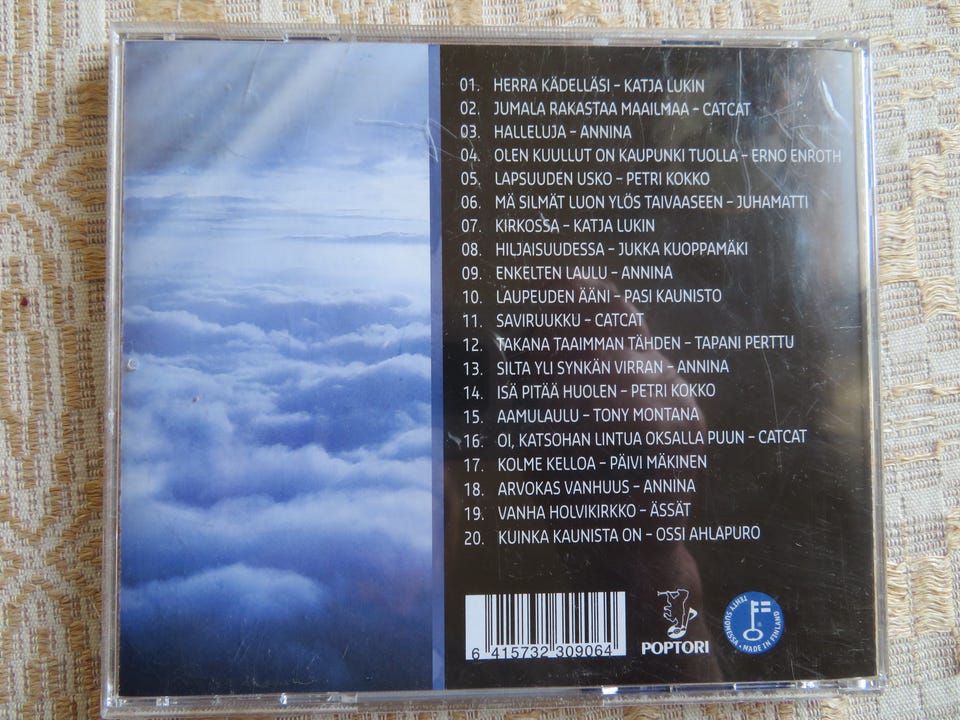 01. HERRA KÄDELLÄSI – KATJA LUKIN
02. JUMALA RAKASTAA MAAILMAA – CATCAT
03. HALLELUJA – ANNINA
04. OLEN KUULLUT ON KAUPUNKI TUOLLA – ERNO ENROTH
05. LAPSUUDEN USKO – PETRI KOKKO
06. MÄ SILMÄT LUON YLÖS TAIVAASEEN – JUHAMATTI
07. KIRKOSSA – KATJA LUKIN
08. HILJAISUUDESSA – JUKKA KUOPPAMÄKI
09. ENKELTEN LAULU – ANNINA
10. LAUPEUDEN ÄÄNI – PASI KAUNISTO
11. SAVIRUUKKU – CATCAT
12. TAKANA TAAIMMAN TÄHDEN – TAPANI PERTTU
13. SILTA YLI SYNKÄN VIRRAN – ANNINA
14. ISÄ PITÄÄ HUOLEN – PETRI KOKKO
15. AAMULAULU – TONY MONTANA
16. OI, KATSOHAN LINTUA OKSALLA PUUN – CATCAT
17. KOLME KELLOA – PÄIVI MÄKINEN
18. ARVOKAS VANHUUS – ANNINA
19. VANHA HOLVIKIRKKO – ÄSSÄT
20. KUINKA KAUNISTA ON – OSSI AHLAPURO
6 415732 309064
POPTORI
TEHTY SUOMESSA • MADE IN FINLAND